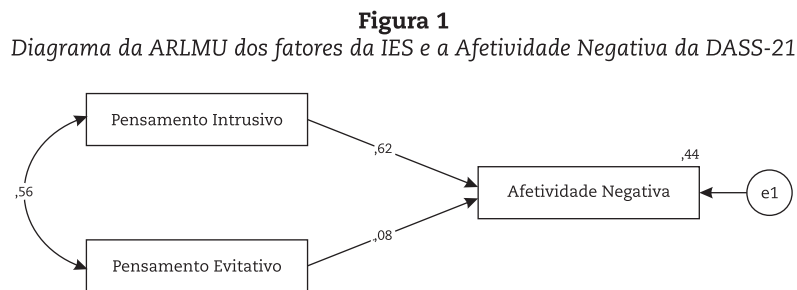 Figura 1
Diagrama da ARLMU dos fatores da IES e a Afetividade Negativa da DASS-21
Pensamento Intrusivo
,62
,44
,56
Afetividade Negativa
e1
,08
Pensamento Evitativo